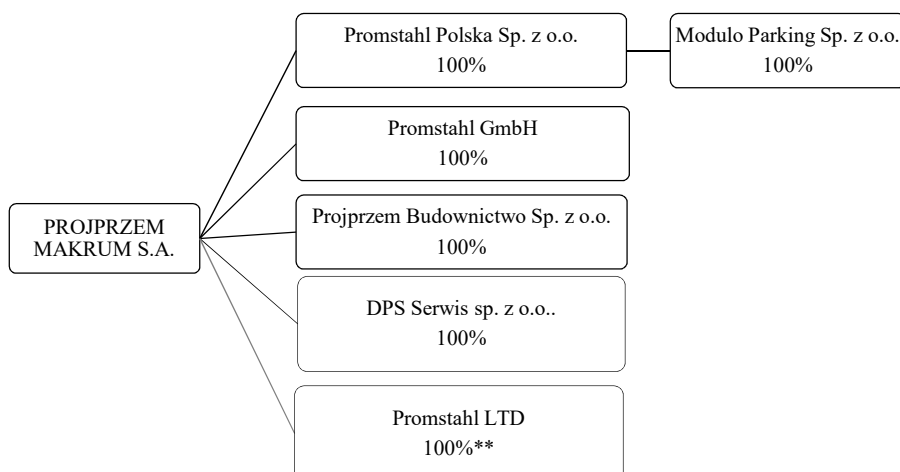 Promstahl Polska Sp. z o.o.
100%
Modulo Parking Sp. z o.o.
100%
Promstahl GmbH
100%
PROJPRZEM
MAKRUM S.A.
Projprzem Budownictwo Sp. z o.o.
100%
DPS Serwis sp. z o.o..
100%
Promstahl LTD
100%**